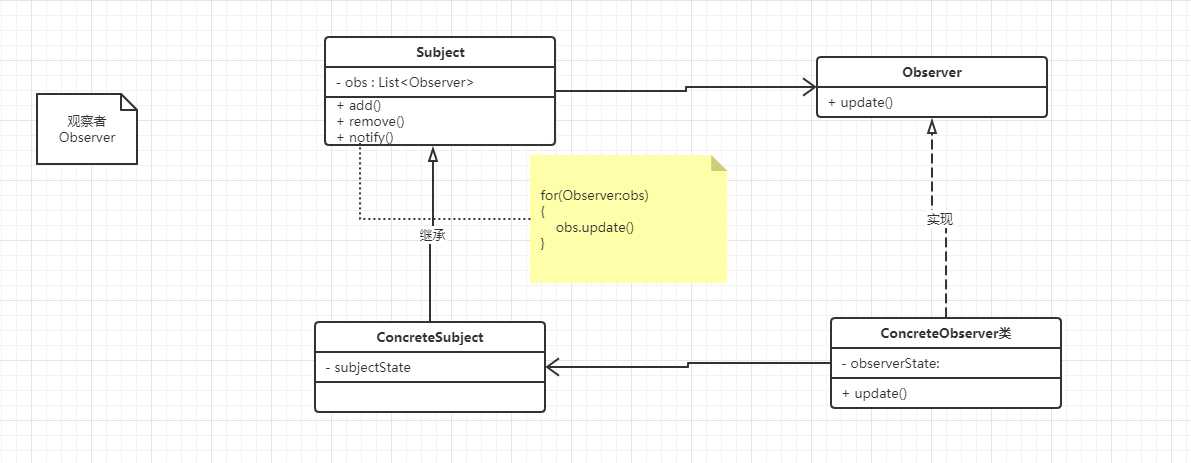 观察者
Observer
Subject
- obs : List<Observer>
+ add()
+ remove()
+ notify()
Observer
+ update()
for(Observer:obs)
{
obs.update()
}
继承
实现
ConcreteSubject
- subjectState
ConcreteObserver类
- observerState:
+ update()